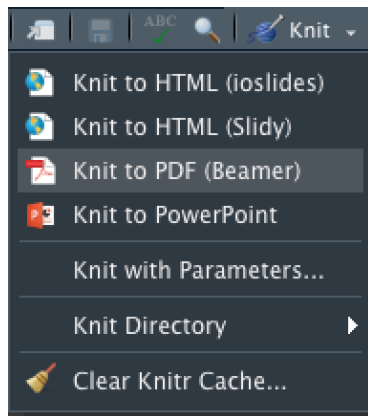 ABC
Knit
Knit to HTML (ioslides)
Knit to HTML (Slidy)
Knit to PDF (Beamer)
Knit to PowerPoint
Knit with Parameters...
Knit Directory
Clear Knitr Cache...